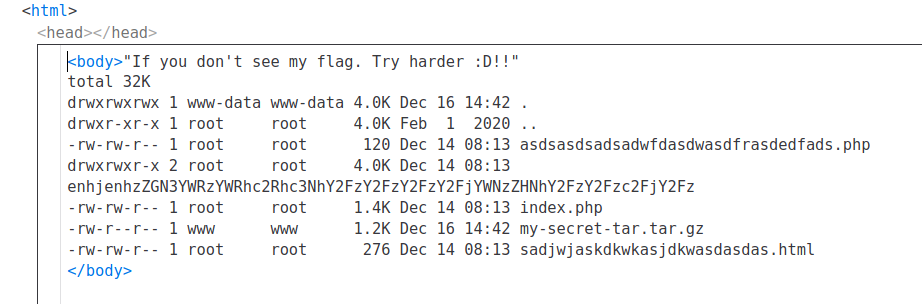 <html>
<head></head>
<body>"If you don't see my flag. Try harder :D!!"
total 32K
drwxrwxrwx 1 www-data www-data 4.0K Dec 16 14:42 .
drwxr-xr-x 1 root     root     4.0K Feb  1  2020 ..
-rw-rw-r-- 1 root     root      120 Dec 14 08:13 asdsasdsadsadwfdasdwasdfrasdedfads.php
drwxrwxr-x 2 root     root     4.0K Dec 14 08:13
enhjenhzZGN3YWRzYWRhc2Rhc3NhY2FzY2FzY2FzY2FjYWNzZHNhY2FzY2Fzc2FjY2Fz
-rw-rw-r-- 1 root     root     1.4K Dec 14 08:13 index.php
-rw-r--r-- 1 www      www      1.2K Dec 16 14:42 my-secret-tar.tar.gz
-rw-rw-r-- 1 root     root      276 Dec 14 08:13 sadjwjaskdkwkasjdkwasdasdas.html
</body>